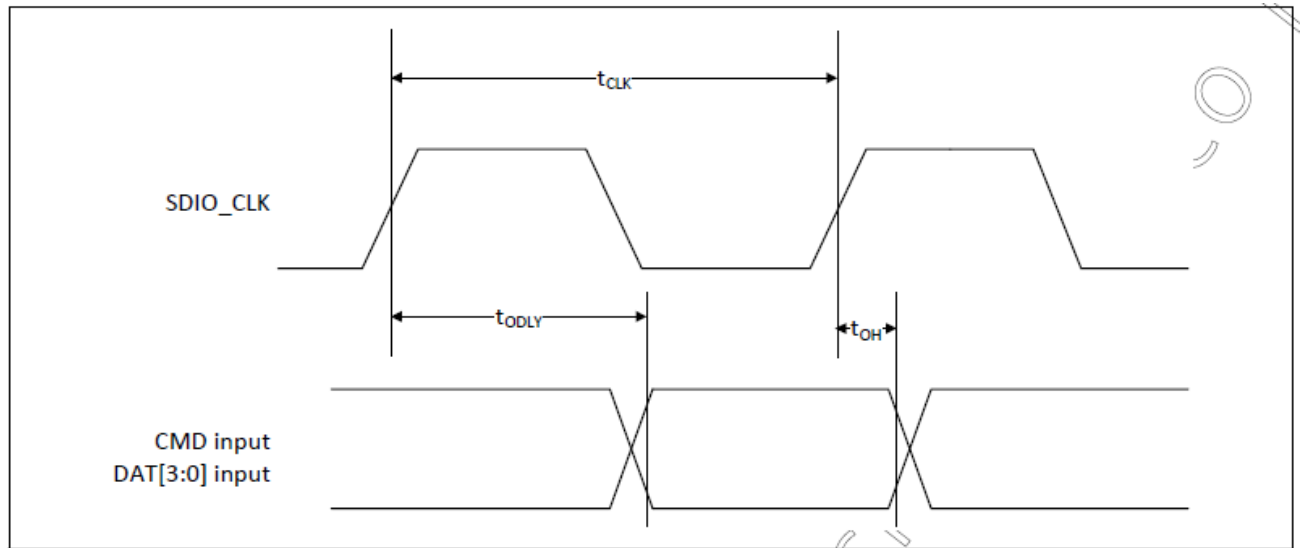 tCLK
SDIO_CLK
tODLY
tOH
CMD input
DAT[3:0] input